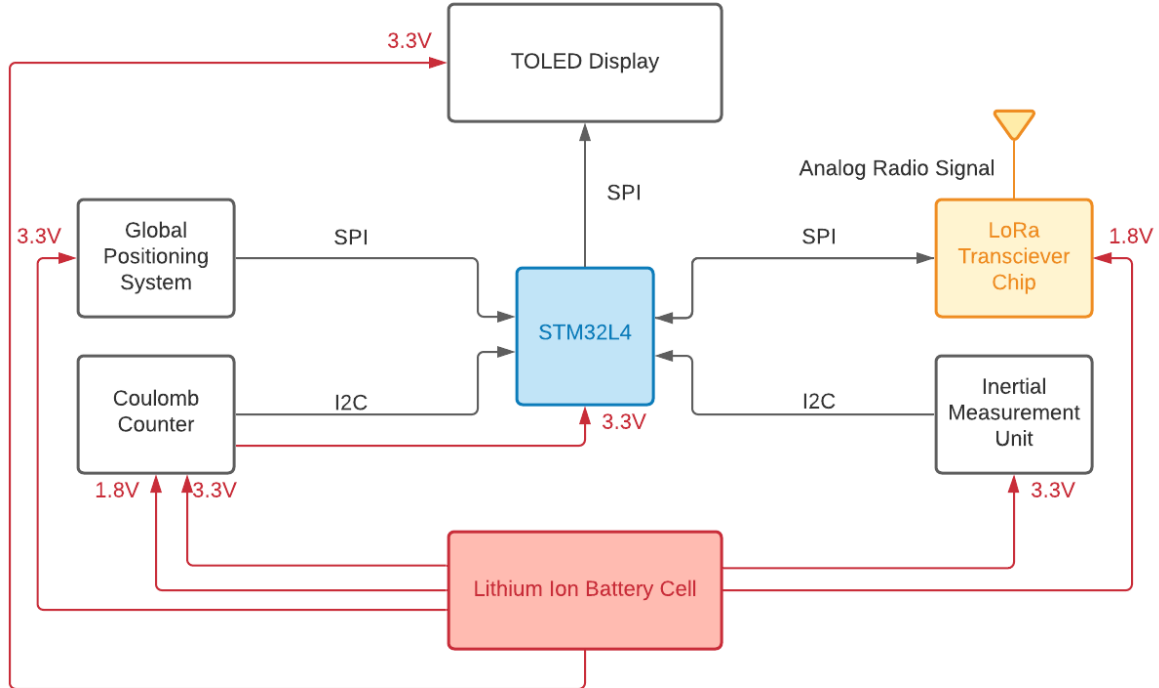 3.3V
TOLED Display
Analog Radio Signal
SPI
Global
Positioning
System
3.3V
SPI
SPI
LoRa
Transciever
Chip
1.8V
STM32L4
Coulomb
Counter
I2C
3.3V
I2C
Inertial
Measurement
Unit
1.8V
3.3V
3.3V
Lithium Ion Battery Cell